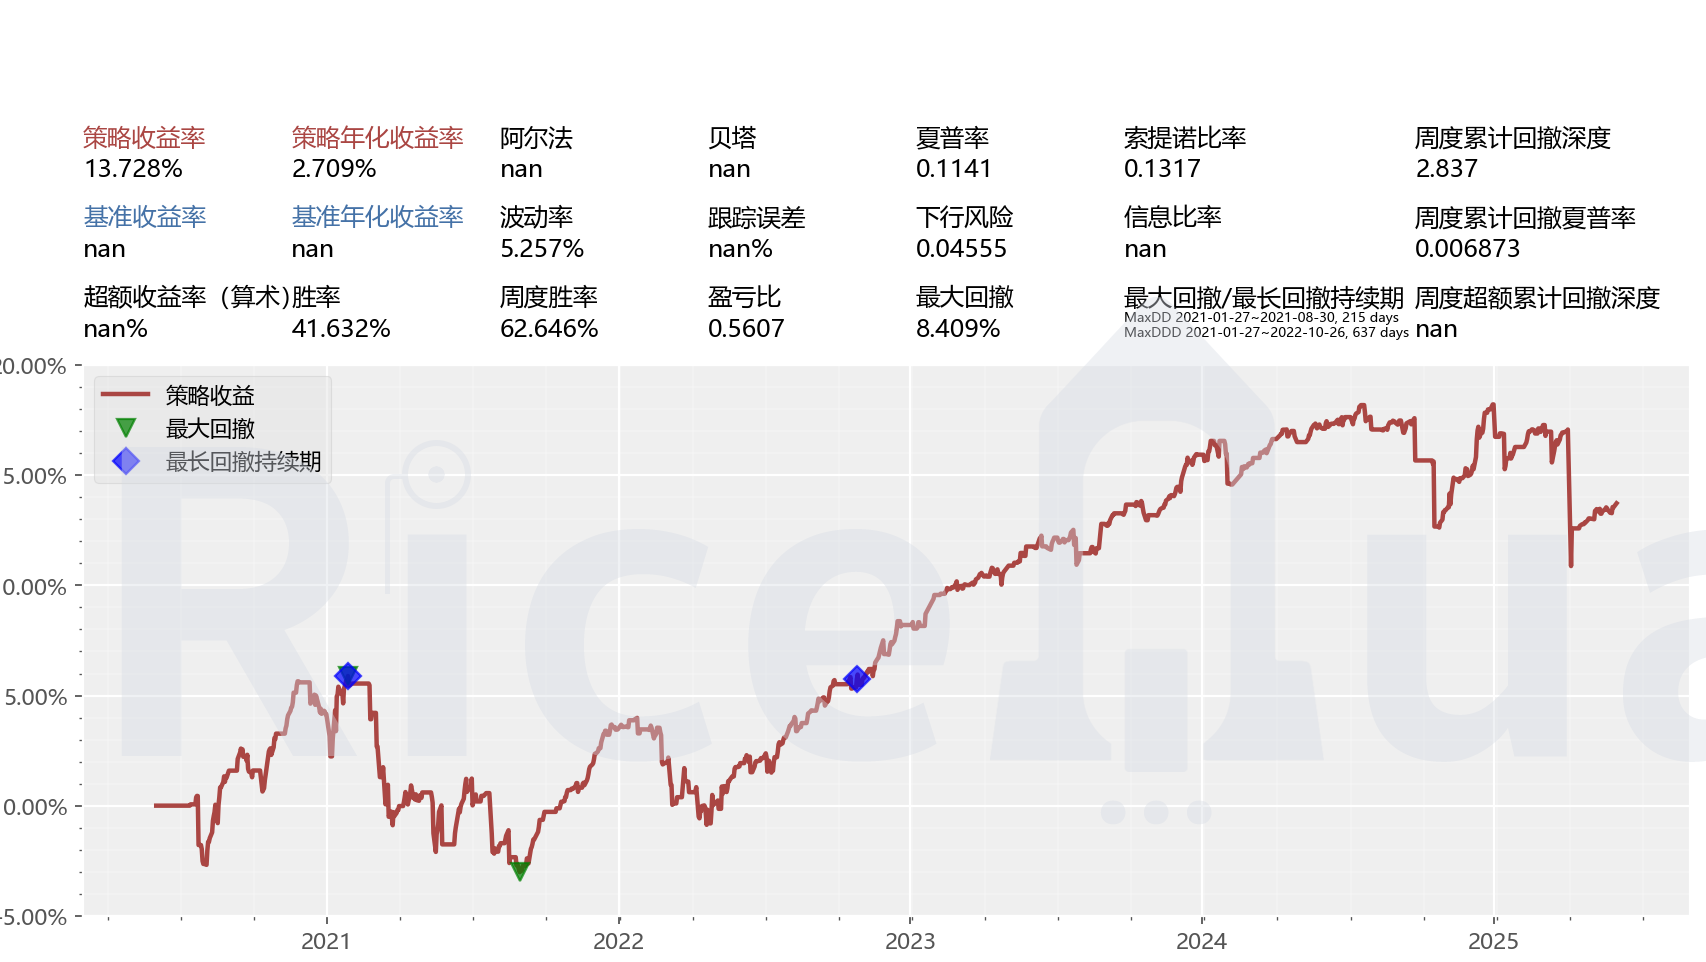 策略收益率 策略年化收益率 阿尔法 贝塔 夏普率 索提诺比率 周度累计回撤深度
13.728% 2.709% nan nan 0.1141 0.1317 2.837
基准收益率 基准年化收益率 波动率 跟踪误差 下行风险 信息比率 周度累计回撤夏普率
nan nan 5.257% nan% 0.04555 nan 0.006873
超额收益率（算术）胜率 周度胜率 盈亏比 最大回撤 最大回撤/最长回撤持续期 周度超额累计回撤深度
nan% 41.632% 62.646% 0.5607 8.409% MaxDD 2021-01-27~2021-08-30, 215 days nan
MaxDDD 2021-01-27~2022-10-26, 637 days
20.00%
策略收益
最大回撤
最长回撤持续期
5.00%
0.00%
5.00%
0.00%
-5.00%
2021 2022 2023 2024 2025
Rice ua